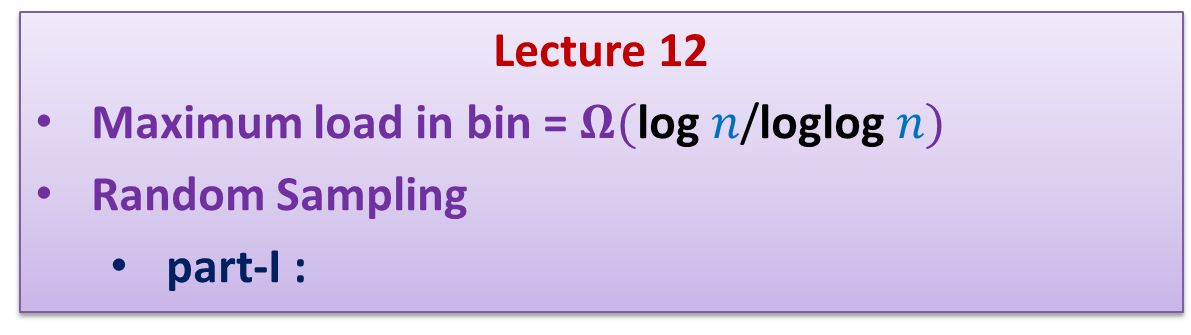 Lecture 12
• Maximum load in bin = Ω(log n/loglog n)
• Random Sampling
• part-I :